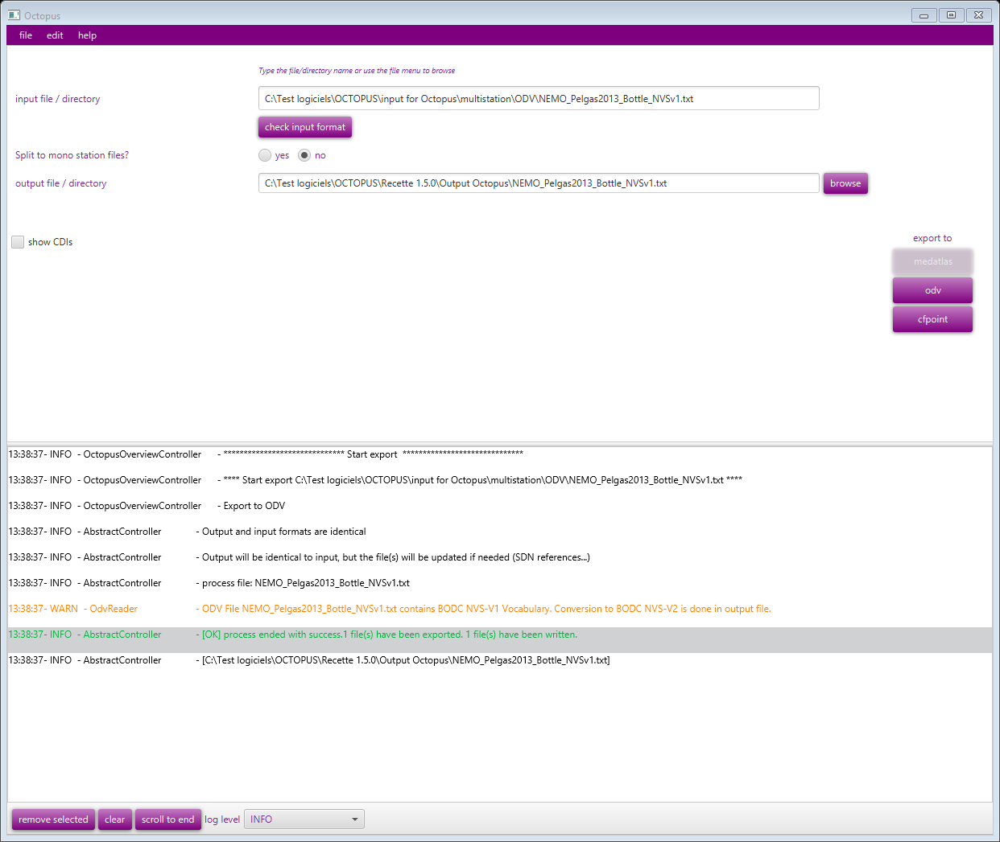 Octopus
file edit help
Type the file/directory name or use the file menu to browse
input file / directory C:\Test logiciels\OCTOPUS\input for Octopus\multistation\ODV\NEMO_Pelgas2013_Bottle_NVSv1.txt
check input format
Split to mono station files? yes no
output file / directory C:\Test logiciels\OCTOPUS\Recette 1.5.0\Output Octopus\NEMO_Pelgas2013_Bottle_NVSv1.txt browse
show CDIs
export to
medatlas
odv
cfpoint
13:38:37- INFO - OctopusOverviewController - ****************************** Start export ******************************
13:38:37- INFO - OctopusOverviewController - **** Start export C:\Test logiciels\OCTOPUS\input for Octopus\multistation\ODV\NEMO_Pelgas2013_Bottle_NVSv1.txt ****
13:38:37- INFO - OctopusOverviewController - Export to ODV
13:38:37- INFO - AbstractController - Output and input formats are identical
13:38:37- INFO - AbstractController - Output will be identical to input, but the file(s) will be updated if needed (SDN references...)
13:38:37- INFO - AbstractController - process file: NEMO_Pelgas2013_Bottle_NVSv1.txt
13:38:37- WARN - OdvReader - ODV File NEMO_Pelgas2013_Bottle_NVSv1.txt contains BODC NVS-V1 Vocabulary. Conversion to BODC NVS-V2 is done in output file.
13:38:37- INFO - AbstractController - [OK] process ended with success.1 file(s) have been exported. 1 file(s) have been written.
13:38:37- INFO - AbstractController - [C:\Test logiciels\OCTOPUS\Recette 1.5.0\Output Octopus\NEMO_Pelgas2013_Bottle_NVSv1.txt]
remove selected clear scroll to end log level INFO